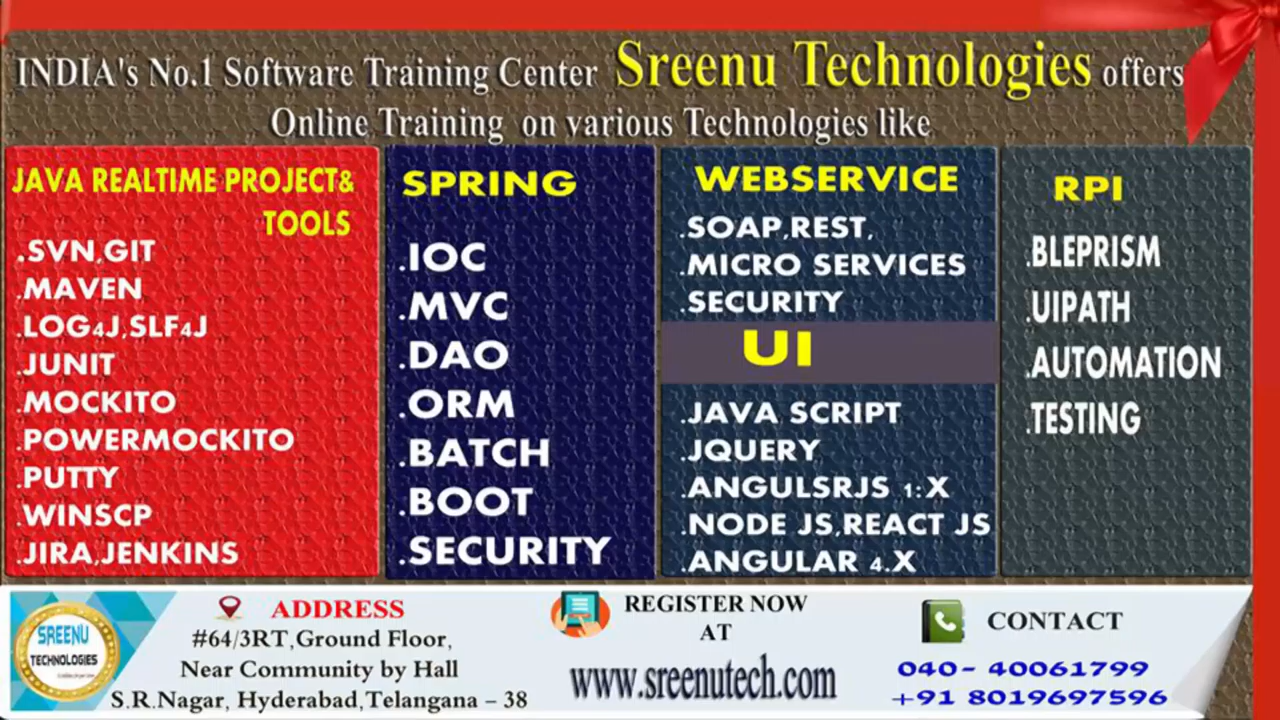 INDIA's No.1 Software Training Center Sreenu Technologies offers
Online Training on various Technologies like
JAVA REALTIME PROJECT&
TOOLS
.SVN,GIT
.MAVEN
.LOG4J,SLF4J
.JUNIT
.MOCKITO
.POWERMOCKITO
.PUTTY
.WINSCP
.JIRA,JENKINS
SPRING
.IOC
.MVC
.DAO
.ORM
.BATCH
.BOOT
.SECURITY
WEBSERVICE
.SOAP,REST,
.MICRO SERVICES
.SECURITY
UI
.JAVA SCRIPT
.JQUERY
.ANGULSRJS 1:X
.NODE JS,REACT JS
.ANGULAR 4.X
RPI
.BLEPRISM
.UIPATH
.AUTOMATION
.TESTING
SREENU
TECHNOLOGIES
ADDRESS
#64/3RT,Ground Floor,
Near Community by Hall
S.R.Nagar, Hyderabad,Telangana – 38
REGISTER NOW
AT
www.sreenutech.com
CONTACT
040- 40061799
+91 8019697596